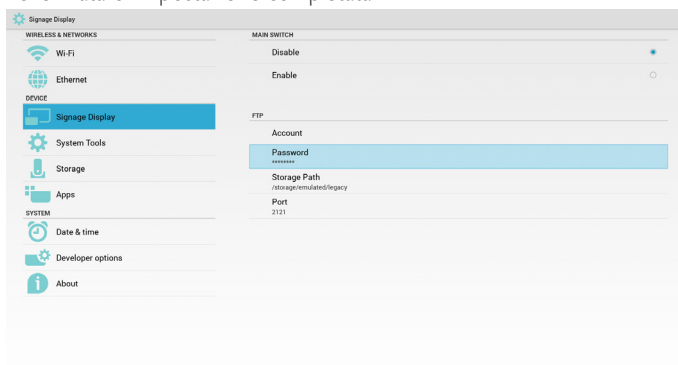 Signage Display
WIRELESS & NETWORKS
Wi-Fi
Ethernet
DEVICE
Signage Display
System Tools
Storage
Apps
SYSTEM
Date & time
Developer options
About
MAIN SWITCH
Disable
Enable
FTP
Account
Password
********
Storage Path
/storage/emulated/legacy
Port
2121